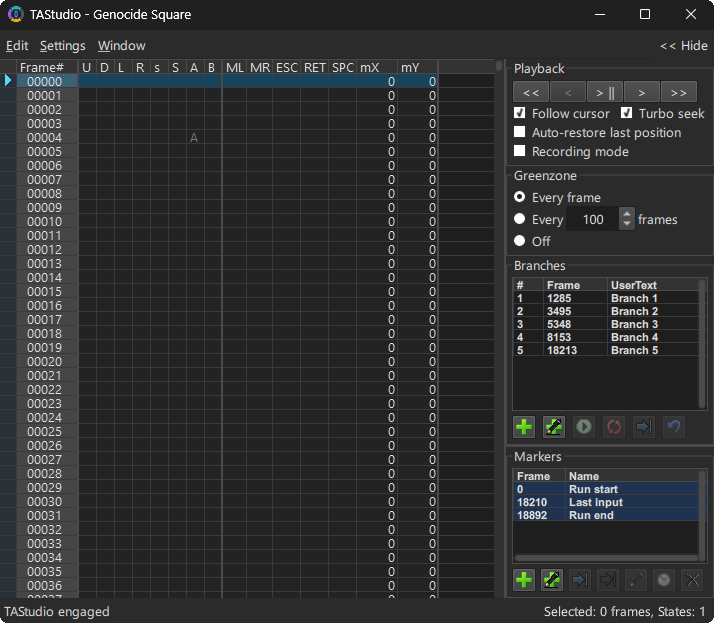 TAStudio - Genocide Square
Edit Settings Window << Hide
Frame# U D L R s S A B ML MR ESC RET SPC mX mY
00000 0 0
00001 0 0
00002 0 0
00003 0 0
00004 A 0 0
00005 0 0
00006 0 0
00007 0 0
00008 0 0
00009 0 0
00010 0 0
00011 0 0
00012 0 0
00013 0 0
00014 0 0
00015 0 0
00016 0 0
00017 0 0
00018 0 0
00019 0 0
00020 0 0
00021 0 0
00022 0 0
00023 0 0
00024 0 0
00025 0 0
00026 0 0
00027 0 0
00028 0 0
00029 0 0
00030 0 0
00031 0 0
00032 0 0
00033 0 0
00034 0 0
00035 0 0
00036 0 0
00037 0 0
Playback
<< < > || > >>
Follow cursor Turbo seek
Auto-restore last position
Recording mode
Greenzone
Every frame
Every 100 frames
Off
Branches
# Frame UserText
1 1285 Branch 1
2 3495 Branch 2
3 5348 Branch 3
4 8153 Branch 4
5 18213 Branch 5
Markers
Frame Name
0 Run start
18210 Last input
18892 Run end
TAStudio engaged Selected: 0 frames, States: 1